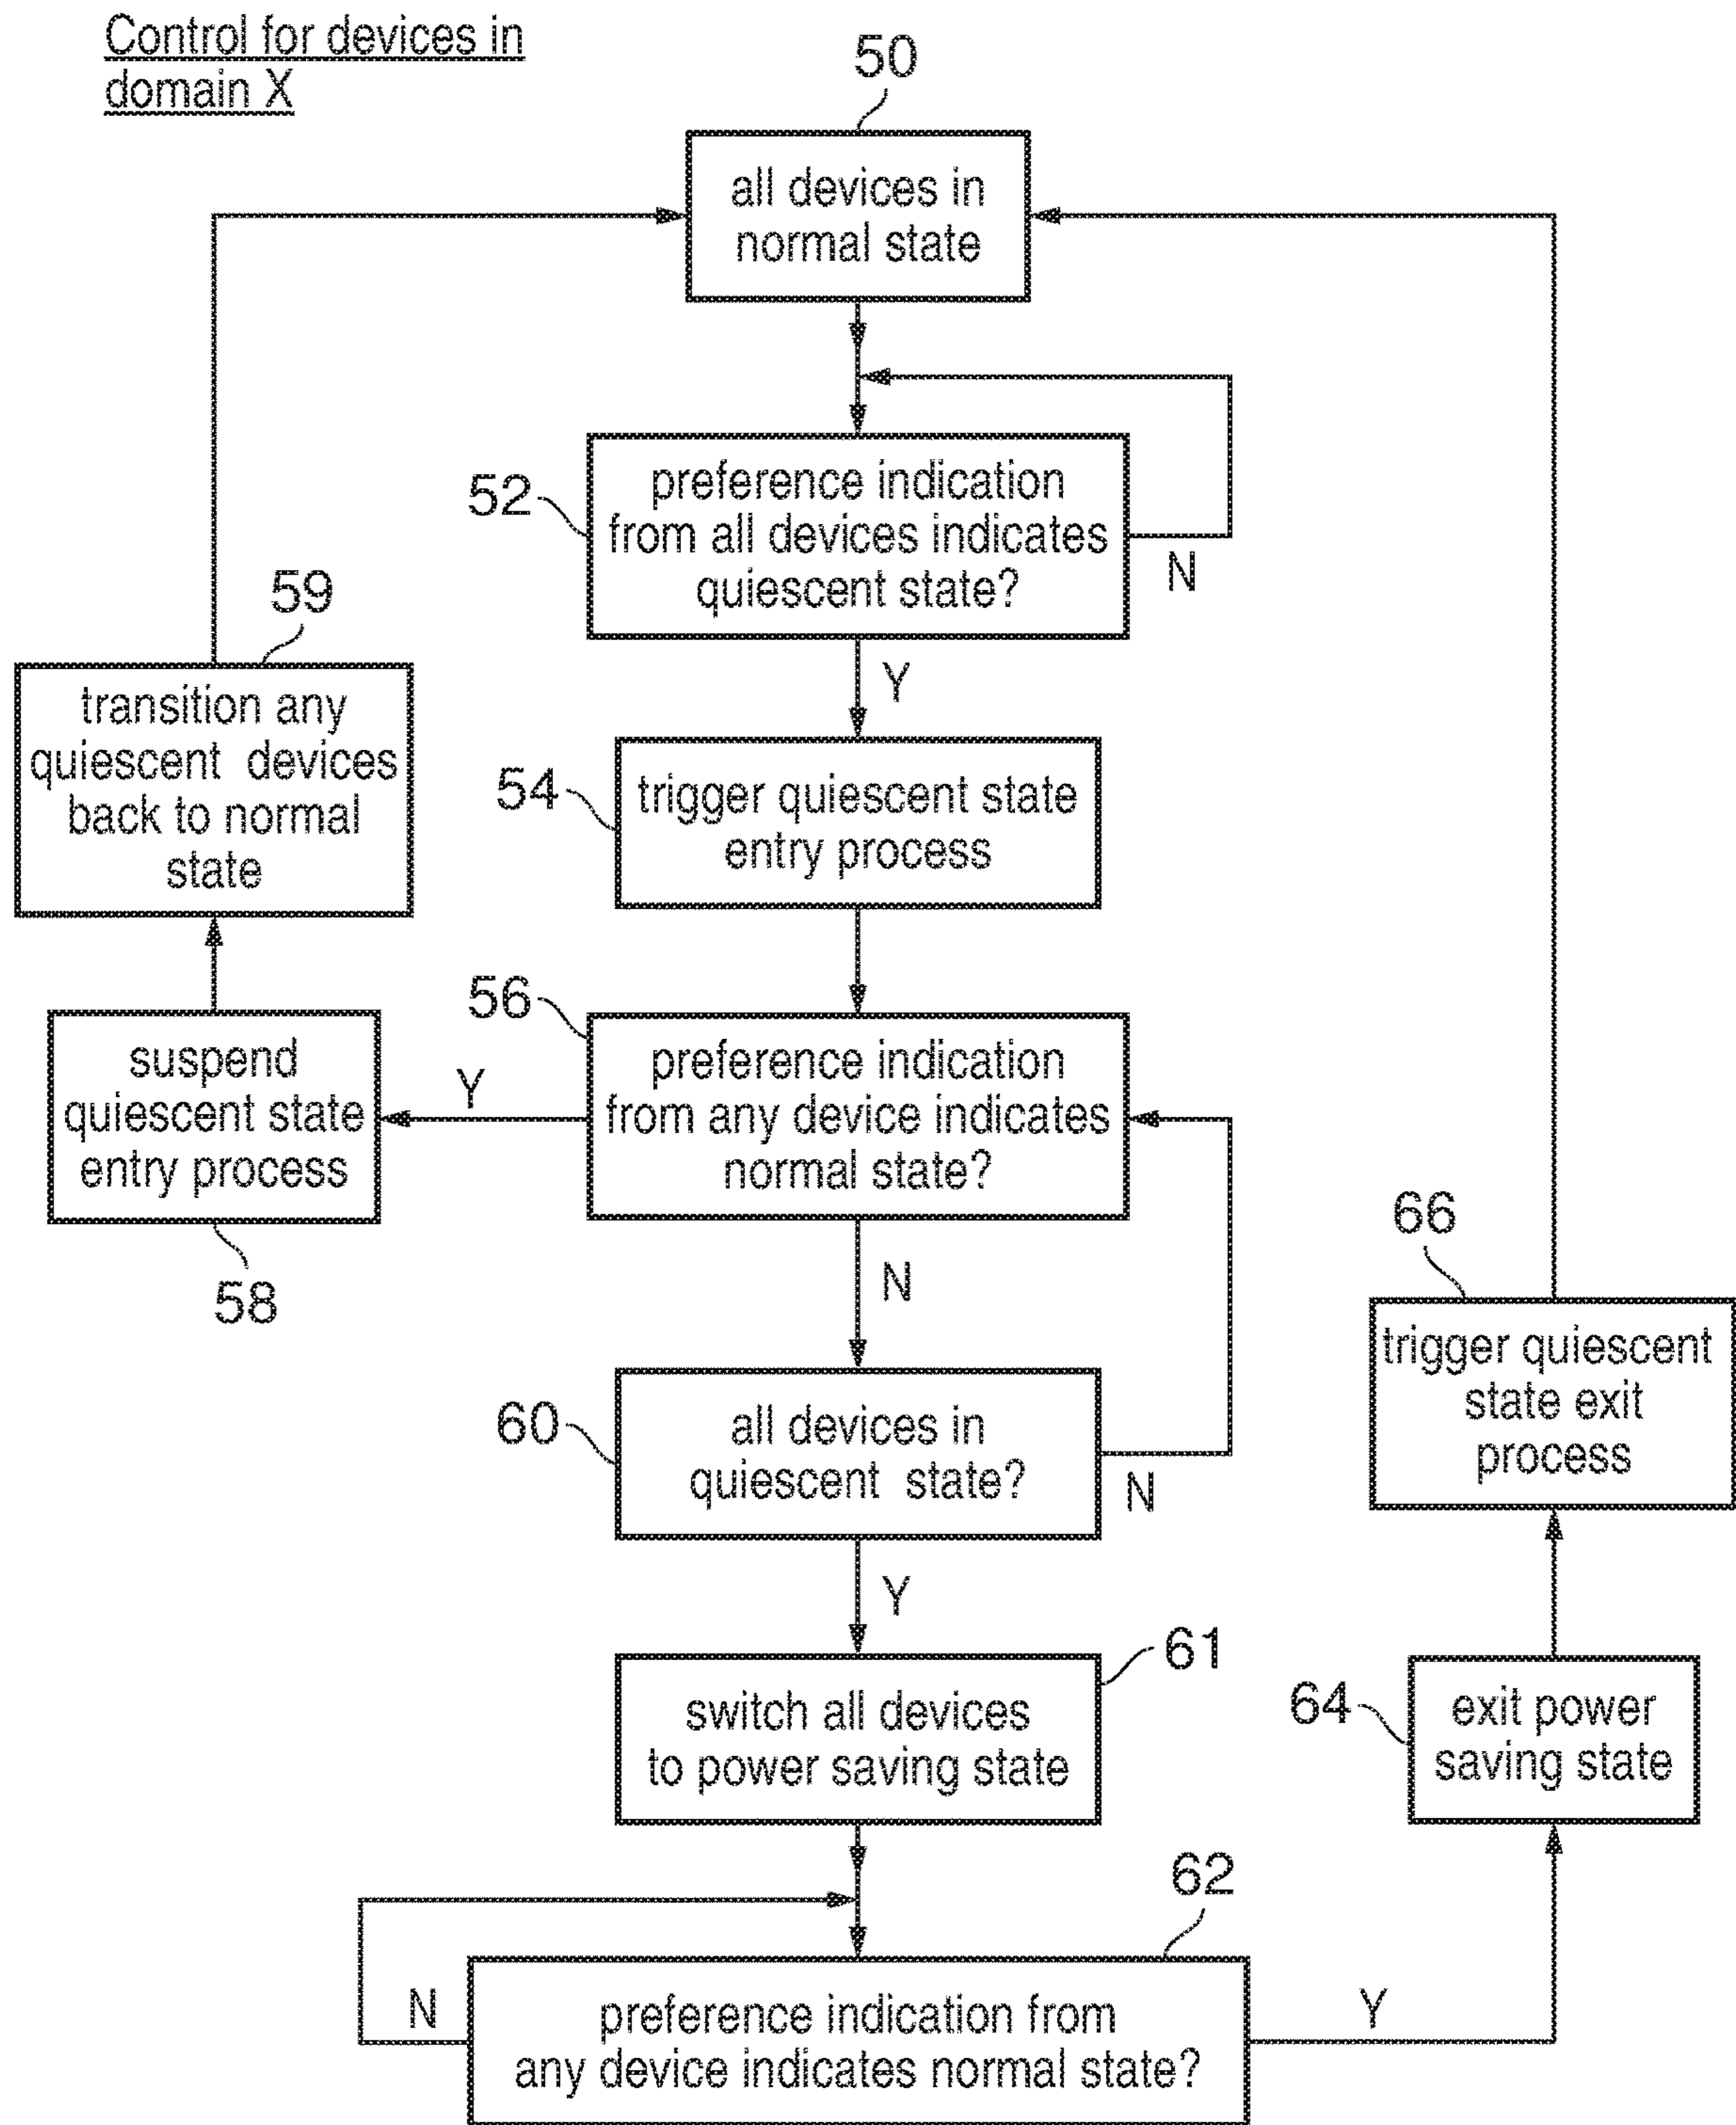 Control for devices in
domain X
50
all devices in
normal state
52
preference indication
from all devices indicates
quiescent state?
N
Y
59
transition any
quiescent devices
back to normal
state
54
trigger quiescent state
entry process
56
preference indication
from any device indicates
normal state?
Y
suspend
quiescent state
entry process
58
N
66
trigger quiescent
state exit
process
60
all devices in
quiescent state?
N
Y
61
switch all devices
to power saving state
64
exit power
saving state
62
preference indication from
any device indicates normal state?
N
Y